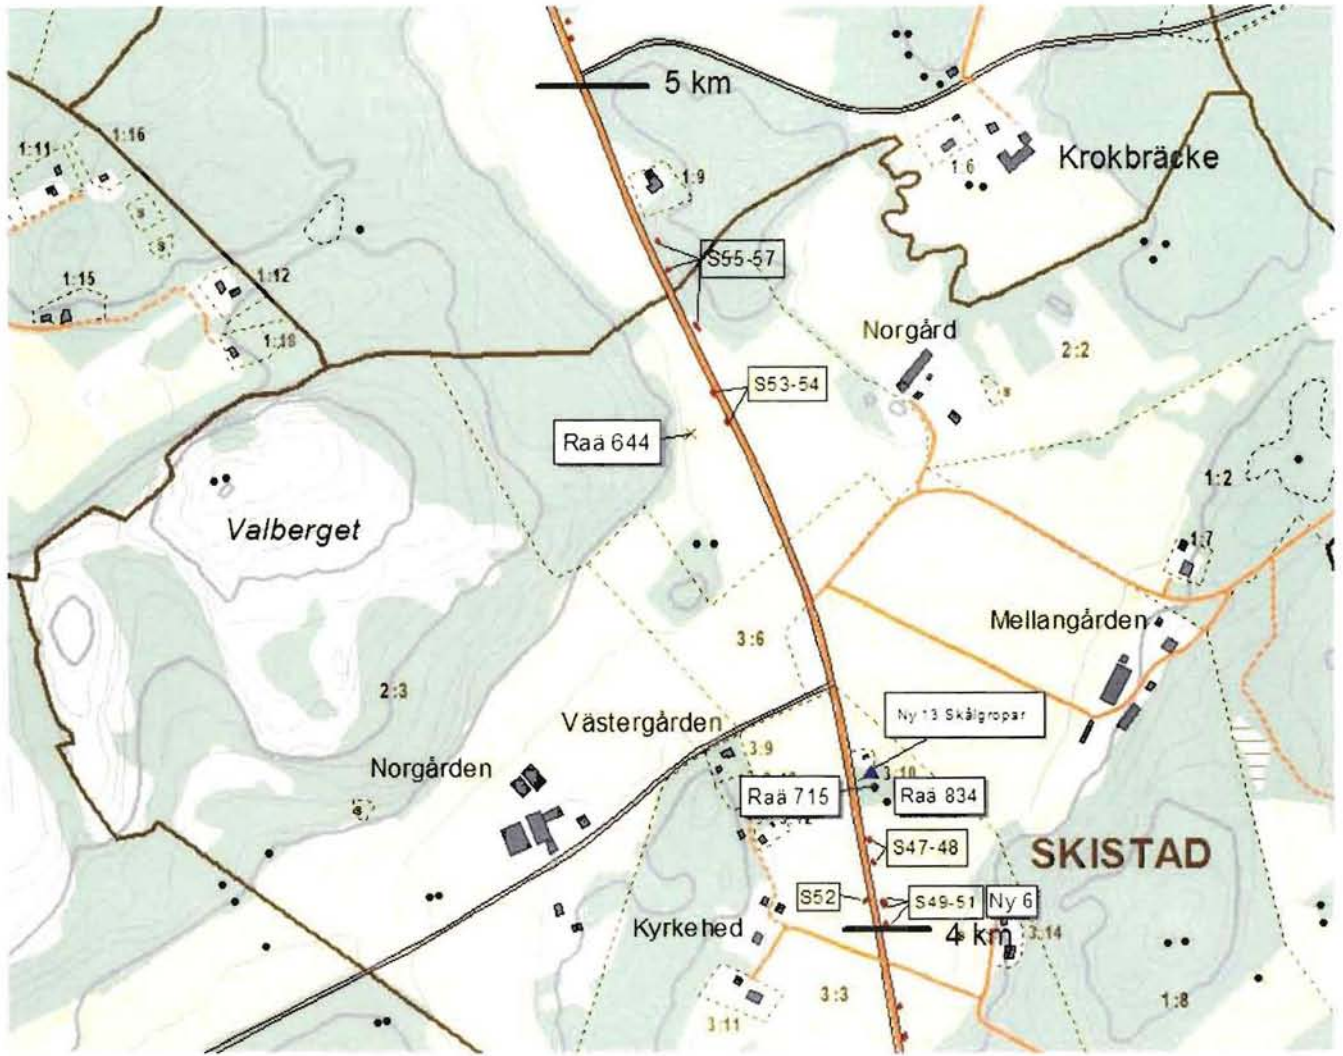 5 km
1:16
1:11
Krokbräcke
1:6
1:9
S55-57
1:12
1:15
Norgård
2:2
S53-54
Raä 644
1:2
Valberget
1:7
Mellangården
3:6
2:3
Ny 13 Skålgropar
Västergården
3:9
3:10
Norgården
Raä 715
Raä 834
S47-48
SKISTAD
S52
S49-51
Ny 6
Kyrkehed
4 km
3:14
3:3
1:8
3:11